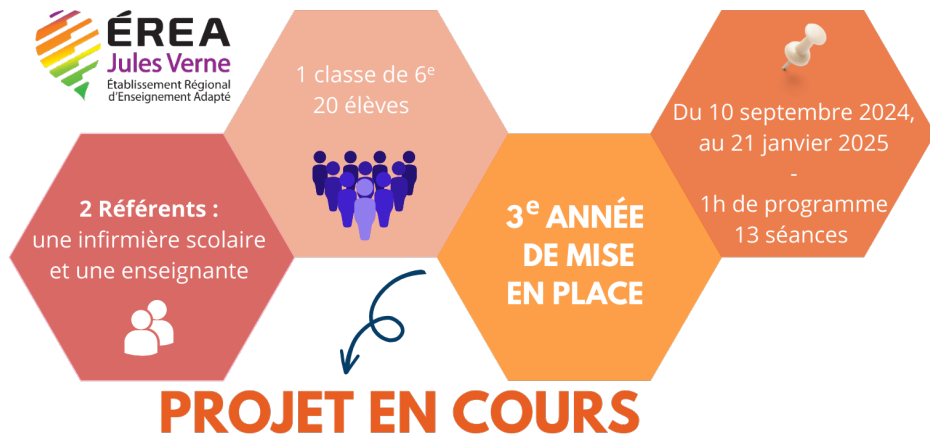 ÉREA
Jules Verne
Établissement Régional
d'Enseignement Adapté
1 classe de 6e
20 élèves
Du 10 septembre 2024,
au 21 janvier 2025
-
1h de programme
13 séances
2 Référents :
une infirmière scolaire
et une enseignante
3e ANNÉE
DE MISE
EN PLACE
PROJET EN COURS